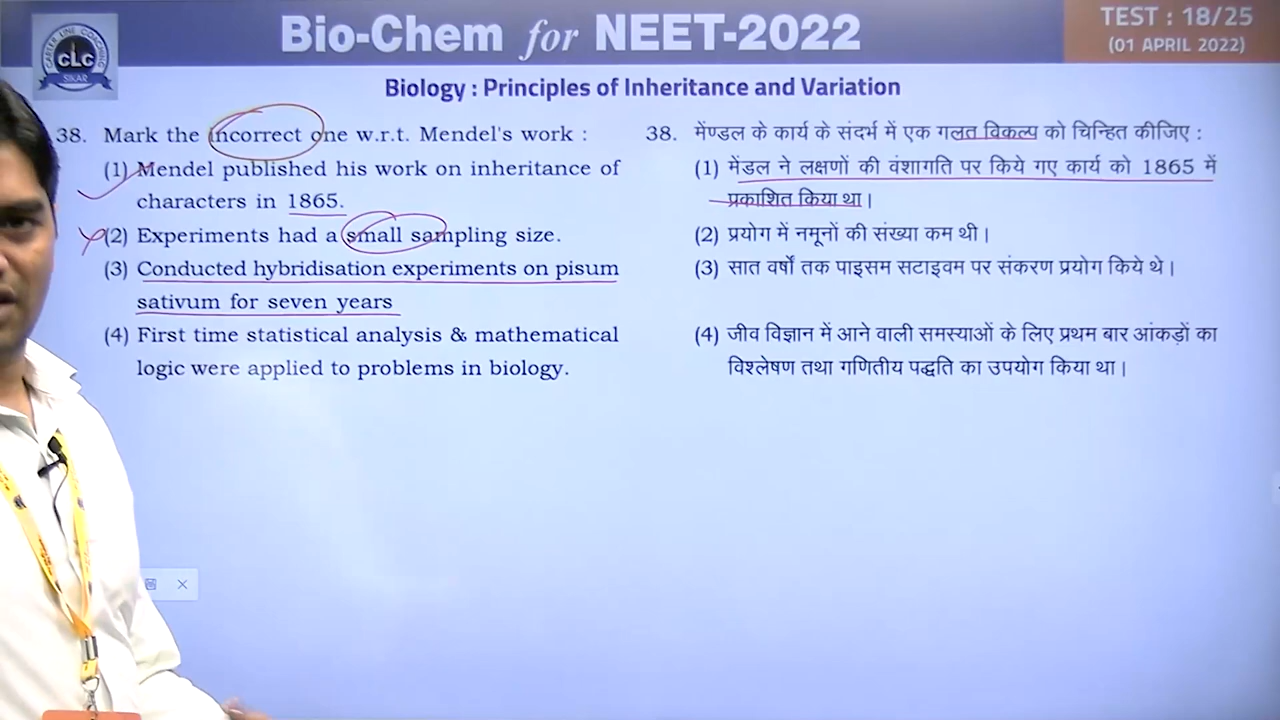 Bio-Chem for NEET-2022
TEST : 18/25
(01 APRIL 2022)
CAREER LINE COACHING
CLC
SIKAR
Biology : Principles of Inheritance and Variation
38. Mark the incorrect one w.r.t. Mendel's work :
(1) Mendel published his work on inheritance of
characters in 1865.
(2) Experiments had a small sampling size.
(3) Conducted hybridisation experiments on pisum
sativum for seven years
(4) First time statistical analysis & mathematical
logic were applied to problems in biology.
38. मेंण्डल के कार्य के संदर्भ में एक गलत विकल्प को चिन्हित कीजिए :
(1) मेंडल ने लक्षणों की वंशागति पर किये गए कार्य को 1865 में
प्रकाशित किया था।
(2) प्रयोग में नमूनों की संख्या कम थी।
(3) सात वर्षों तक पाइसम सटाइवम पर संकरण प्रयोग किये थे।
(4) जीव विज्ञान में आने वाली समस्याओं के लिए प्रथम बार आंकड़ों का
विश्लेषण तथा गणितीय पद्धति का उपयोग किया था।